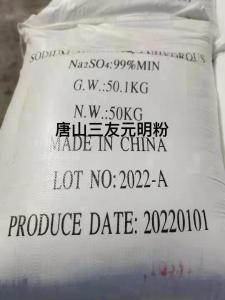 SODIUM ANHYDROUS
Na2SO4:99%MIN
G.W.:50.1KG
N.W.:50KG
唐山三友元明粉
MADE IN CHINA
LOT NO:2022-A
PRODUCE DATE: 20220101